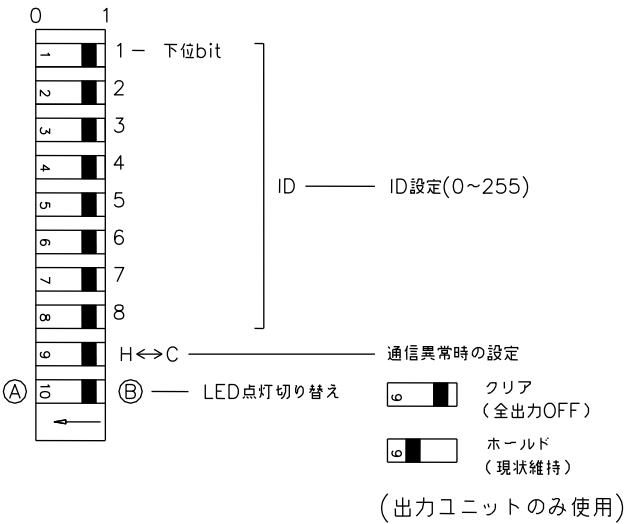 0 1
1 1 下位bit
2 2
3 3
4 4
5 5
6 6
7 7
8 8
ID ID設定(0~255)
9 H↔C 通信異常時の設定
Ⓐ 10 Ⓑ LED点灯切り替え
9 クリア
(全出力OFF)
9 ホールド
(現状維持)
(出力ユニットのみ使用)